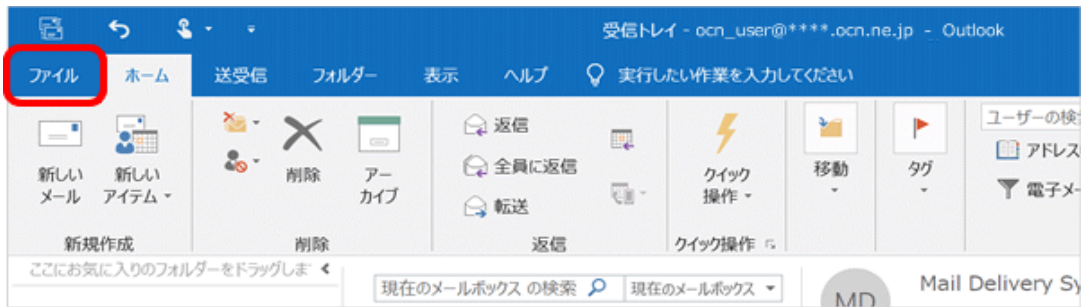 受信トレイ - ocn_user@****.ocn.ne.jp - Outlook
ファイル ホーム 送受信 フォルダー 表示 ヘルプ 実行したい作業を入力してください
新しい
メール
新しい
アイテム
削除
アー
カイブ
返信
全員に返信
転送
クイック
操作
移動
タグ
ユーザーの検
アドレス
電子メー
新規作成 削除 返信 クイック操作
ここにお気に入りのフォルダーをドラッグしま
現在のメールボックス の検索 現在のメールボックス
MD
Mail Delivery Sy